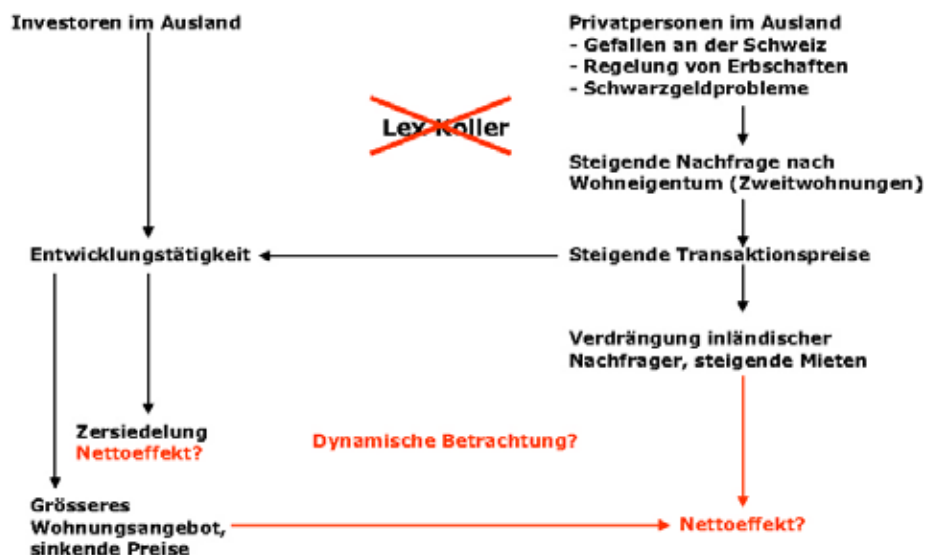 Investoren im Ausland
Privatpersonen im Ausland
- Gefallen an der Schweiz
- Regelung von Erbschaften
- Schwarzgeldprobleme
Lex Koller
Steigende Nachfrage nach
Wohneigentum (Zweitwohnungen)
Entwicklungstätigkeit
Steigende Transaktionspreise
Verdrängung inländischer
Nachfrager, steigende Mieten
Zersiedelung
Nettoeffekt?
Dynamische Betrachtung?
Grösseres
Wohnungsangebot,
sinkende Preise
Nettoeffekt?